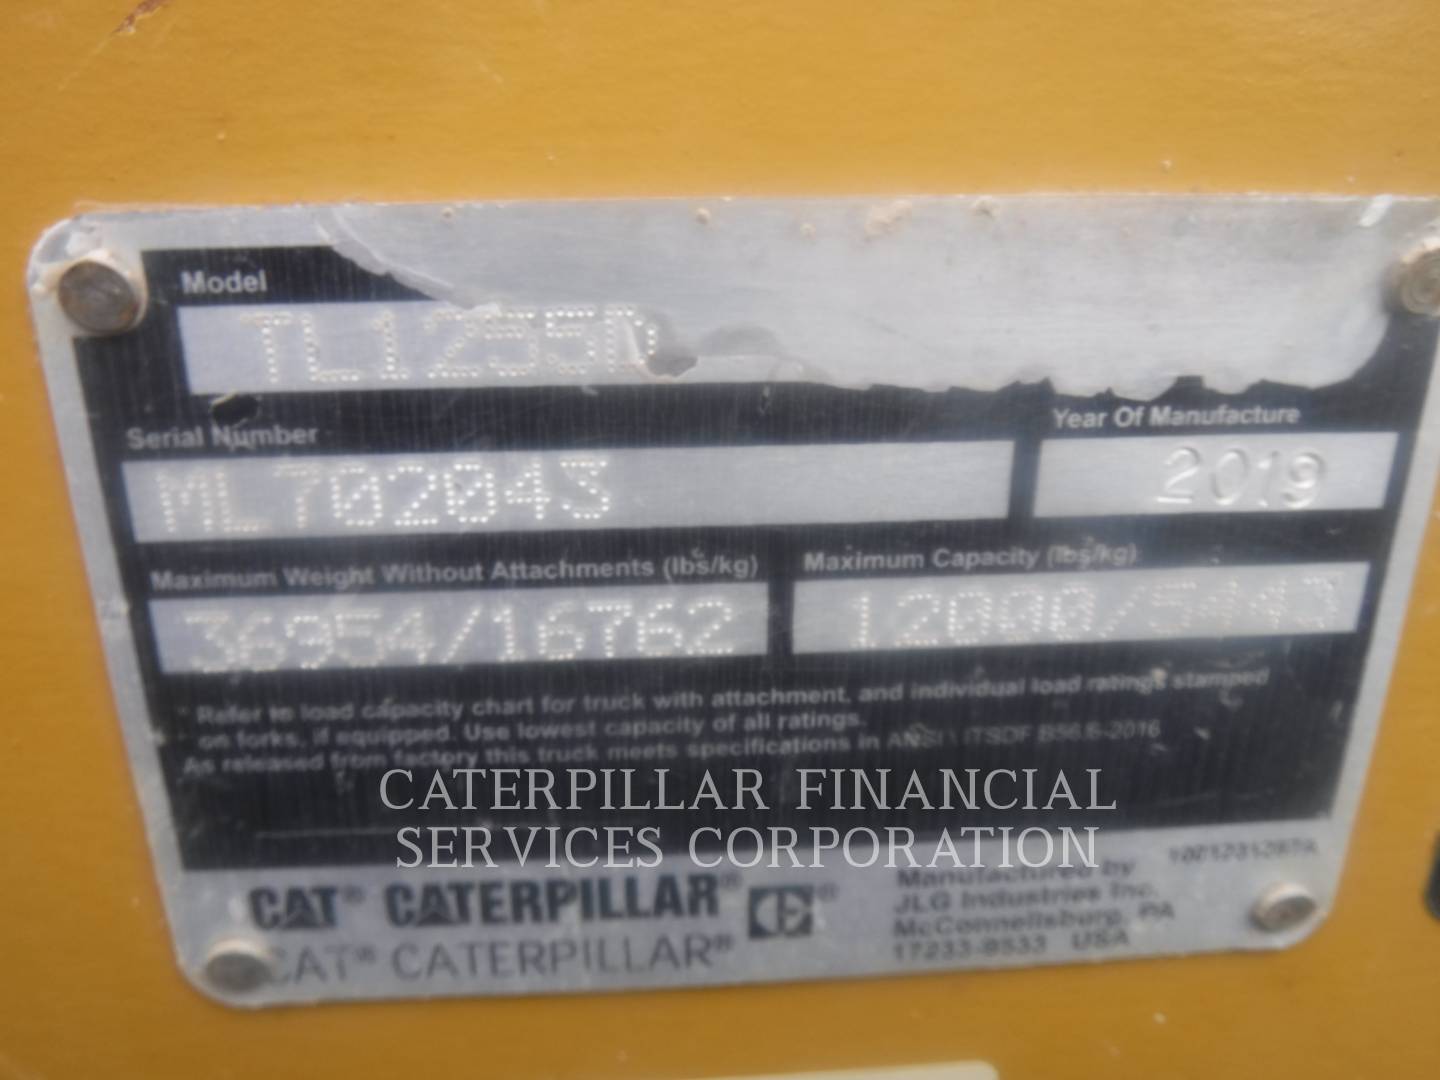 Model
TL1255D
Serial Number
ML702043
Year Of Manufacture
2019
Maximum Weight Without Attachments (lbs/kg)
36954/16762
Maximum Capacity (lbs/kg)
12000/5443
* Refer to load capacity chart for truck with attachment, and individual load ratings stamped
on forks, if equipped. Use lowest capacity of all ratings.
As released from factory this truck meets specifications in ANSI \ ITSDF B56.6-2016
CATERPILLAR FINANCIAL
SERVICES CORPORATION
CAT® CATERPILLAR®
CAT® CATERPILLAR®
Manufactured by
JLG Industries Inc.
McConnellsburg, PA
17233-9533 USA